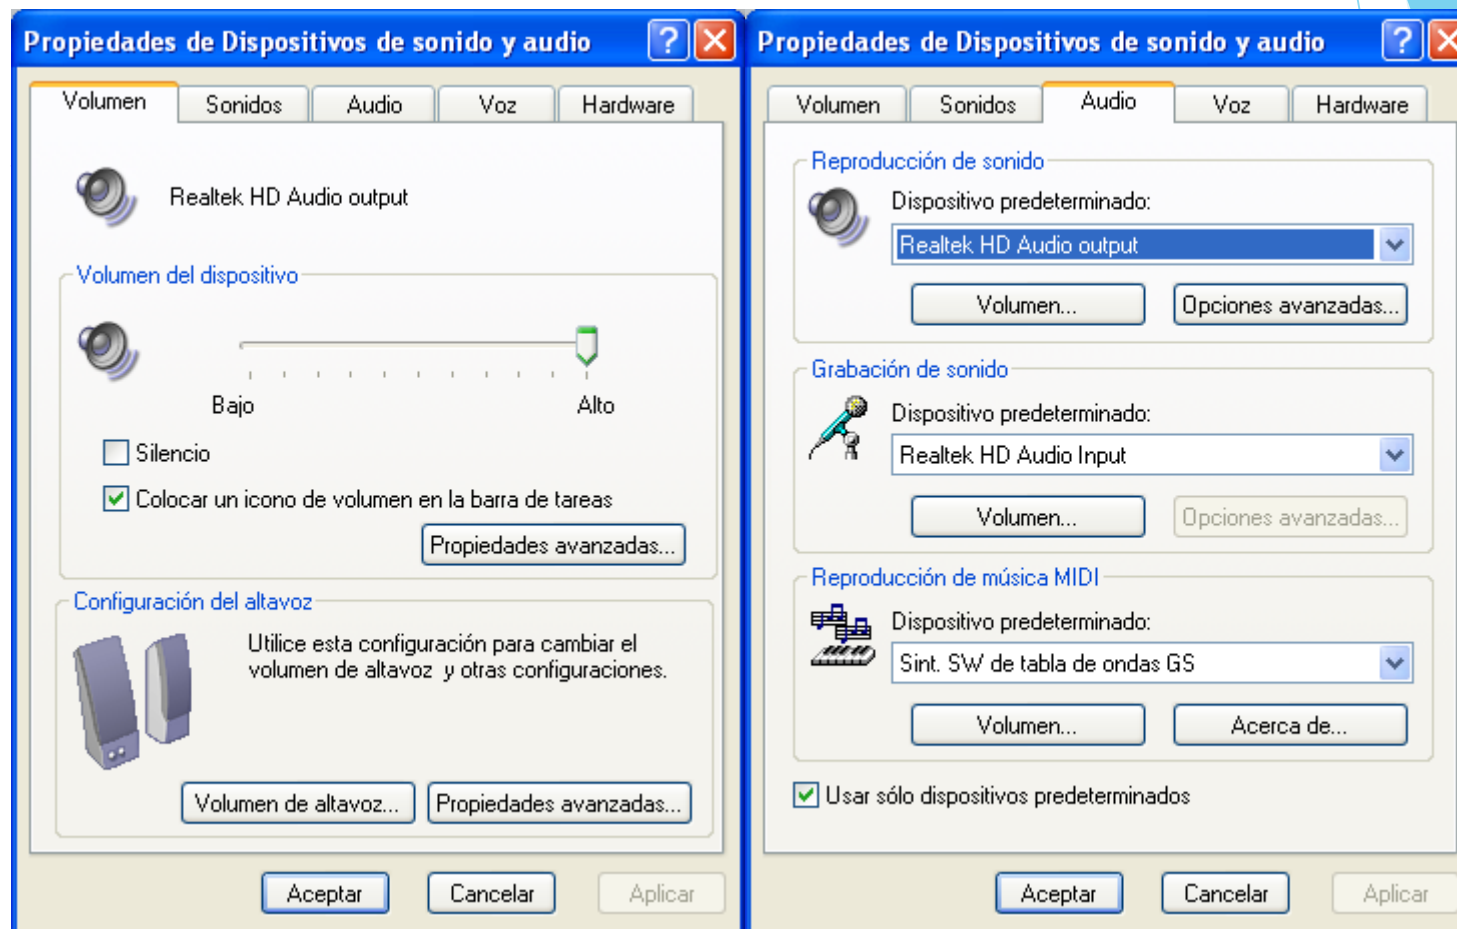 Propiedades de Dispositivos de sonido y audio
Volumen Sonidos Audio Voz Hardware
Realtek HD Audio output
Volumen del dispositivo
Bajo Alto
Silencio
Colocar un icono de volumen en la barra de tareas
Propiedades avanzadas...
Configuración del altavoz
Utilice esta configuración para cambiar el
volumen de altavoz y otras configuraciones.
Volumen de altavoz... Propiedades avanzadas...
Aceptar Cancelar Aplicar
Propiedades de Dispositivos de sonido y audio
Volumen Sonidos Audio Voz Hardware
Reproducción de sonido
Dispositivo predeterminado:
Realtek HD Audio output
Volumen... Opciones avanzadas...
Grabación de sonido
Dispositivo predeterminado:
Realtek HD Audio Input
Volumen... Opciones avanzadas...
Reproducción de música MIDI
Dispositivo predeterminado:
Sint. SW de tabla de ondas GS
Volumen... Acerca de...
Usar sólo dispositivos predeterminados
Aceptar Cancelar Aplicar